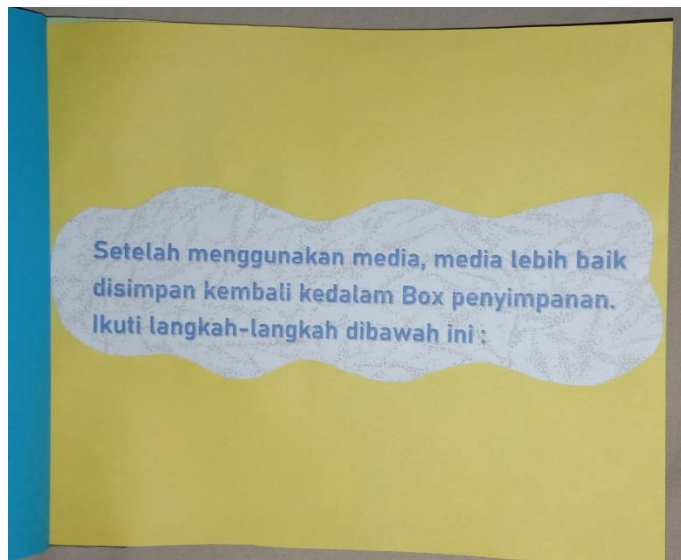 Setelah menggunakan media, media lebih baik
disimpan kembali kedalam Box penyimpanan.
Ikuti langkah-langkah dibawah ini :